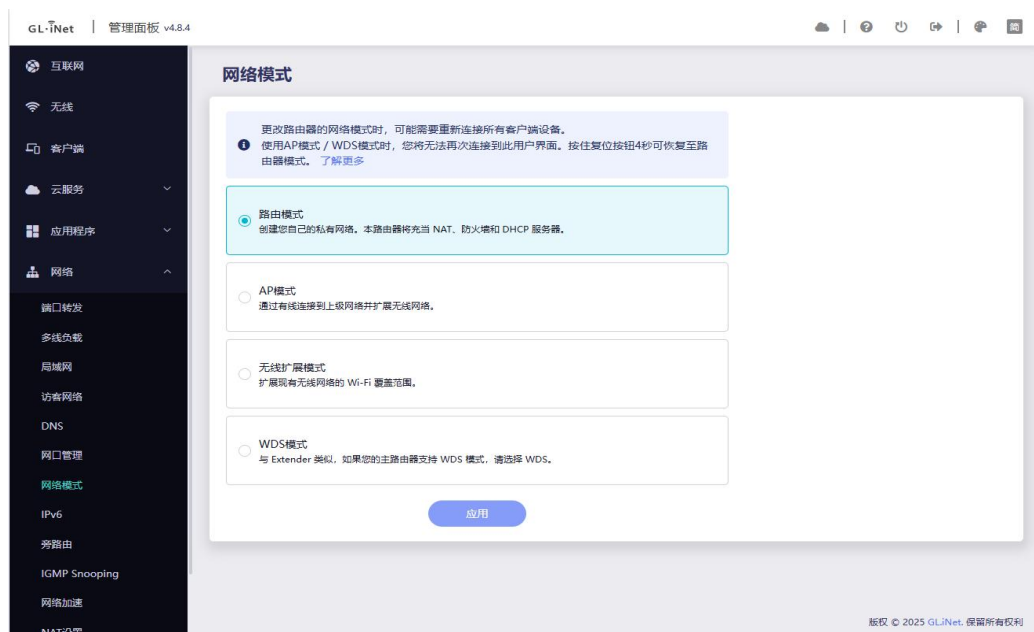 GL·iNet | 管理面板 v4.8.4
简
互联网
无线
客户端
云服务
应用程序
网络
端口转发
多线负载
局域网
访客网络
DNS
网口管理
网络模式
IPv6
旁路由
IGMP Snooping
网络加速
NAT设置
网络模式
更改路由器的网络模式时，可能需要重新连接所有客户端设备。
使用AP模式 / WDS模式时，您将无法再次连接到此用户界面。按住复位按钮4秒可恢复至路
由器模式。 了解更多
路由模式
创建您自己的私有网络。本路由器将充当 NAT、防火墙和 DHCP 服务器。
AP模式
通过有线连接到上级网络并扩展无线网络。
无线扩展模式
扩展现有无线网络的 Wi-Fi 覆盖范围。
WDS模式
与 Extender 类似，如果您的主路由器支持 WDS 模式，请选择 WDS。
应用
版权 © 2025 GL.iNet. 保留所有权利